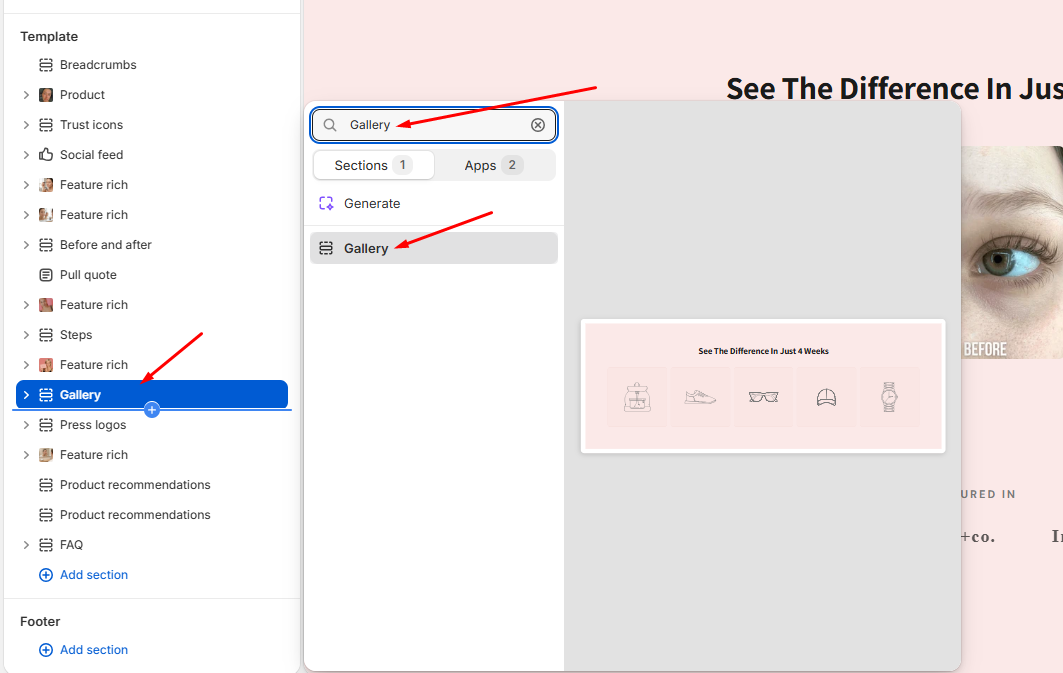 Template
Breadcrumbs
Product
Trust icons
Social feed
Feature rich
Feature rich
Before and after
Pull quote
Feature rich
Steps
Feature rich
Gallery
Press logos
Feature rich
Product recommendations
Product recommendations
FAQ
Add section
Footer
Add section
Gallery
Sections 1
Apps 2
Generate
Gallery
See The Difference In Just 4 Weeks
See The Difference In Jus
BEFORE
URED IN
+co.